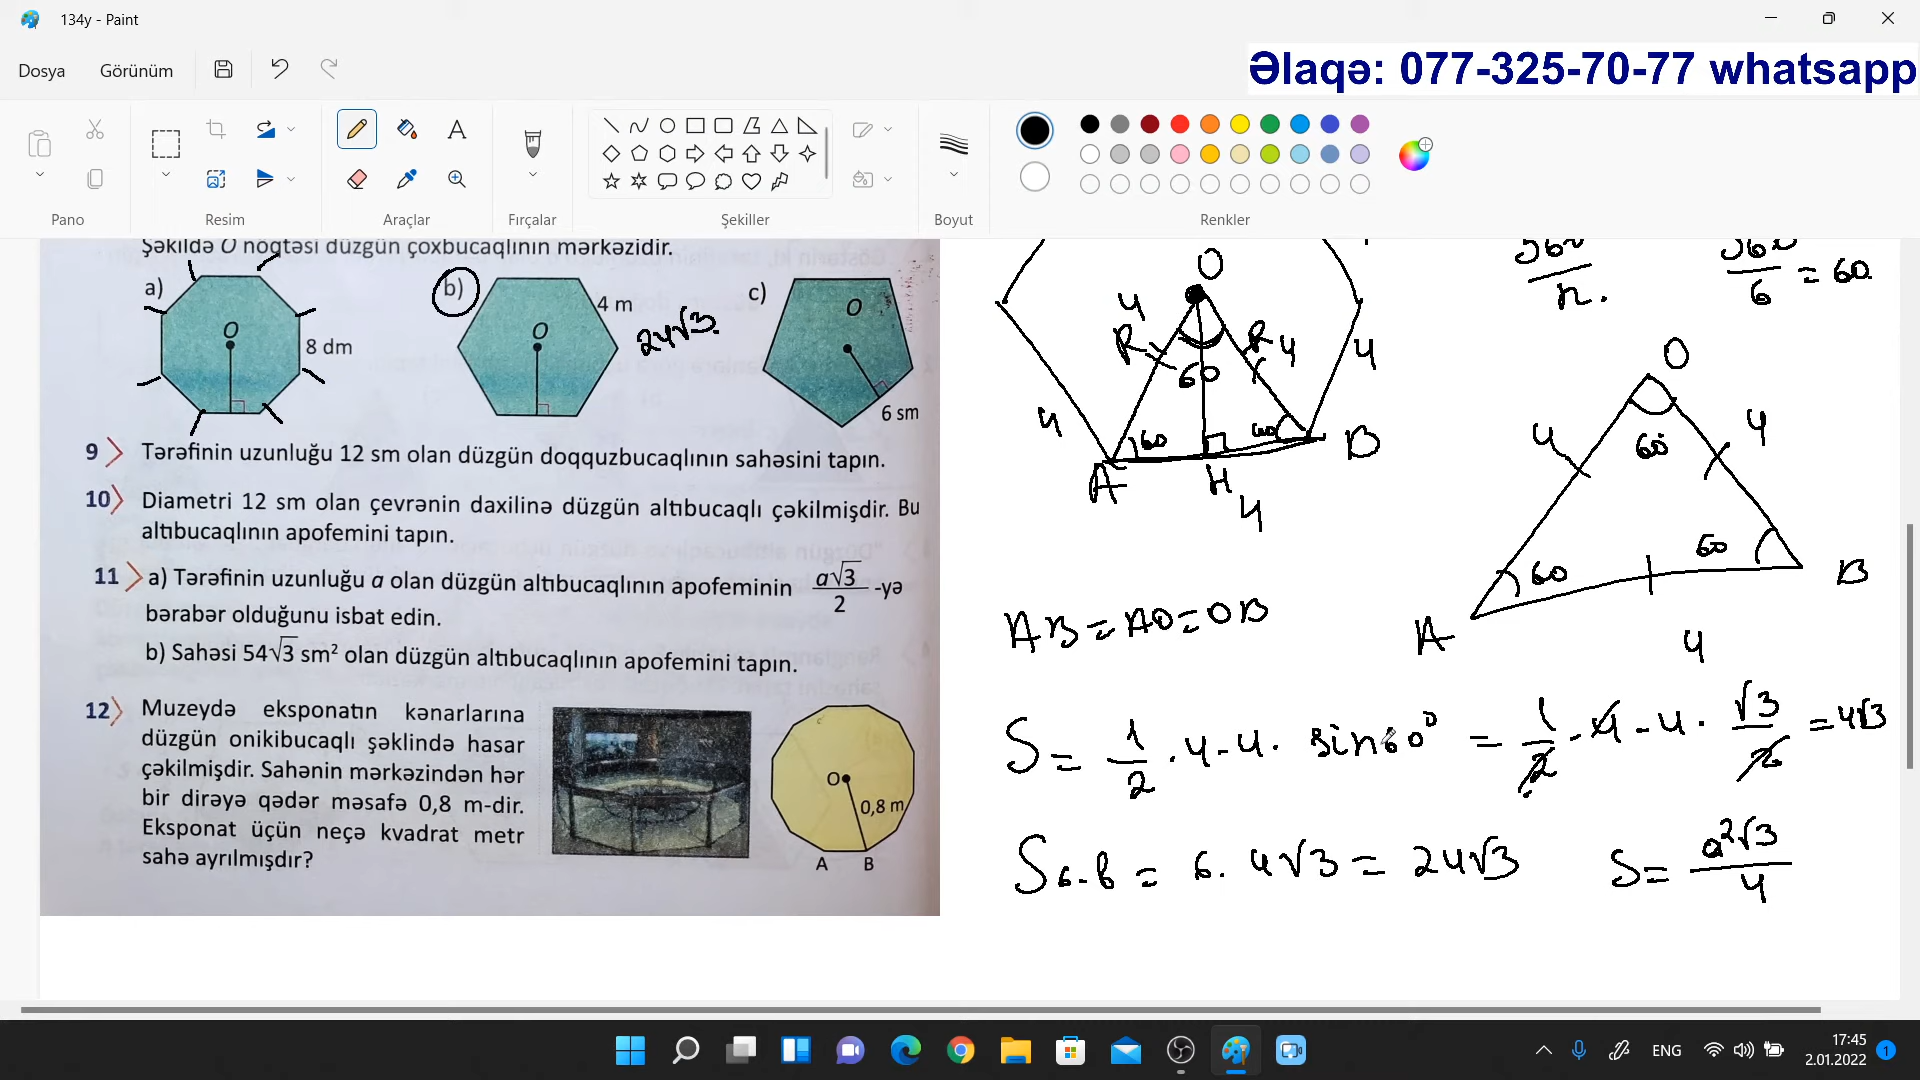 134y - Paint
Dosya Görünüm
Əlaqə: 077-325-70-77 whatsapp
A
Pano Resim Araçlar Fırçalar Şekiller Boyut Renkler
Şəkildə O nöqtəsi düzgün çoxbucaqlının mərkəzidir.
a) O 8 dm
b) O 4 m
24√3.
c) O 6 sm
9 Tərəfinin uzunluğu 12 sm olan düzgün doqquzbucaqlının sahəsini tapın.
10 Diametri 12 sm olan çevrənin daxilinə düzgün altıbucaqlı çəkilmişdir. Bu
altıbucaqlının apofemini tapın.
11 a) Tərəfinin uzunluğu a olan düzgün altıbucaqlının apofeminin a√3/2 -yə
bərabər olduğunu isbat edin.
b) Sahəsi 54√3 sm² olan düzgün altıbucaqlının apofemini tapın.
12 Muzeydə eksponatın kənarlarına
düzgün onikibucaqlı şəklində hasar
çəkilmişdir. Sahənin mərkəzindən hər
bir dirəyə qədər məsafə 0,8 m-dir.
Eksponat üçün neçə kvadrat metr
sahə ayrılmışdır?
O 0,8 m
A B
O
4 R R 4
60
4 4
60 60
A H B
4
360/n. 360/6 = 60
O
4 60 4
60 60
A B
4
AB = AO = OB
S = 1/2 · 4 - 4 · sin60° = 1/2 - 4 - 4 · √3/2 = 4√3
S6.b = 6. 4√3 = 24√3 S = a²√3/4
ENG
17:45
2.01.2022
1